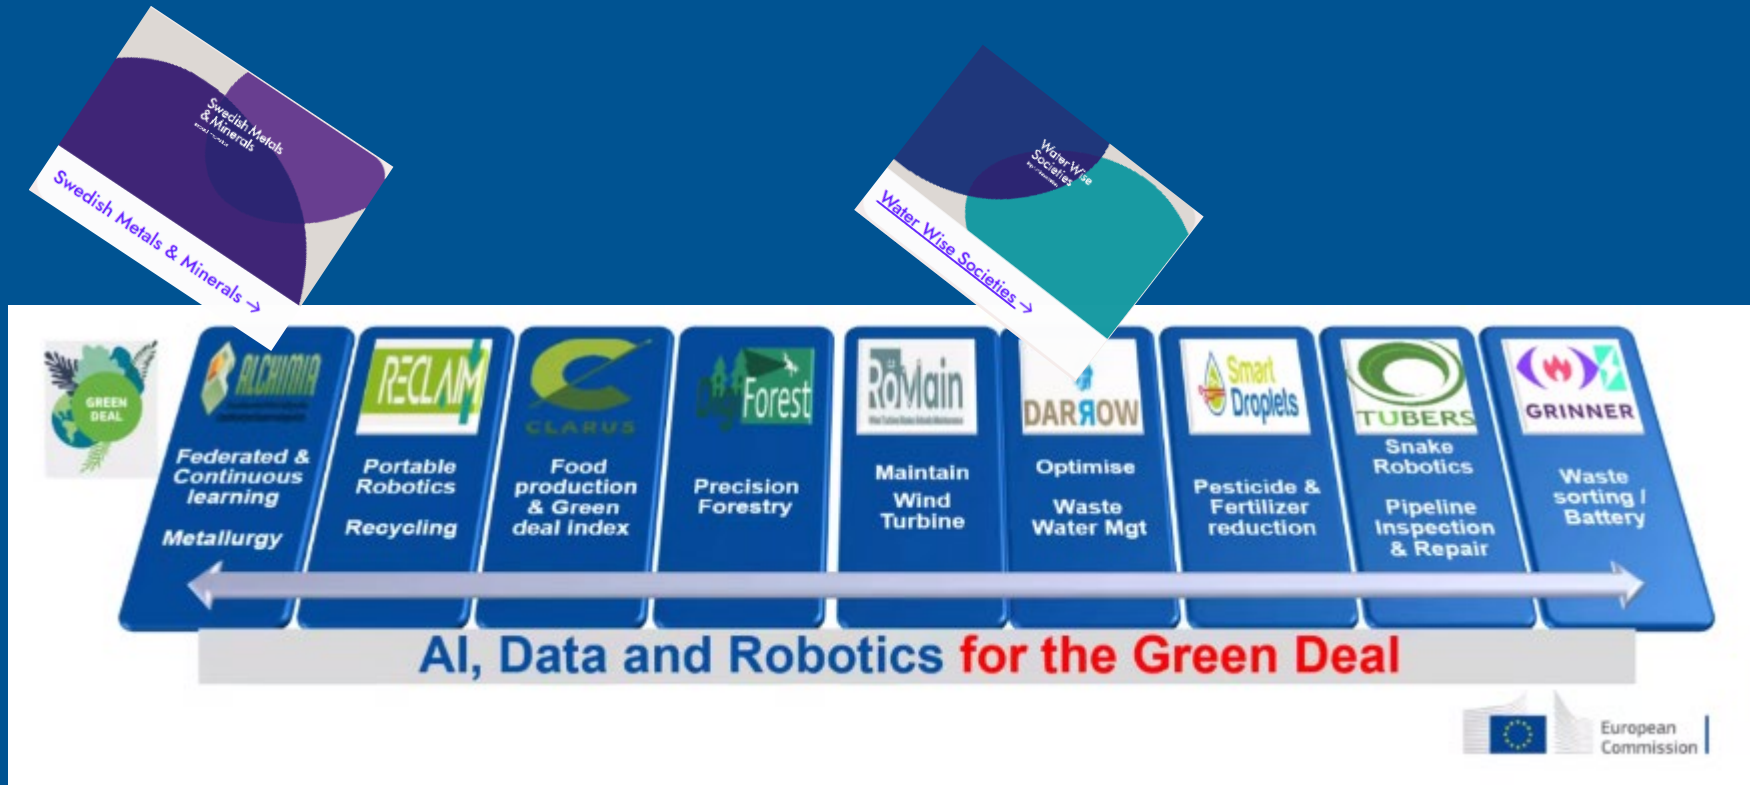 Swedish Metals
& Minerals
Swedish Metals & Minerals →
Water Wise
Societies
Water Wise Societies →
GREEN
DEAL
ALCHIMIA
Federated &
Continuous
learning
Metallurgy
RECLAIM
Portable
Robotics
Recycling
CLARUS
Food
production
& Green
deal index
Forest
Precision
Forestry
RoMain
Maintain
Wind
Turbine
DARROW
Optimise
Waste
Water Mgt
Smart
Droplets
Pesticide &
Fertilizer
reduction
TUBERS
Snake
Robotics
Pipeline
Inspection
& Repair
GRINNER
Waste
sorting /
Battery
AI, Data and Robotics for the Green Deal
European
Commission